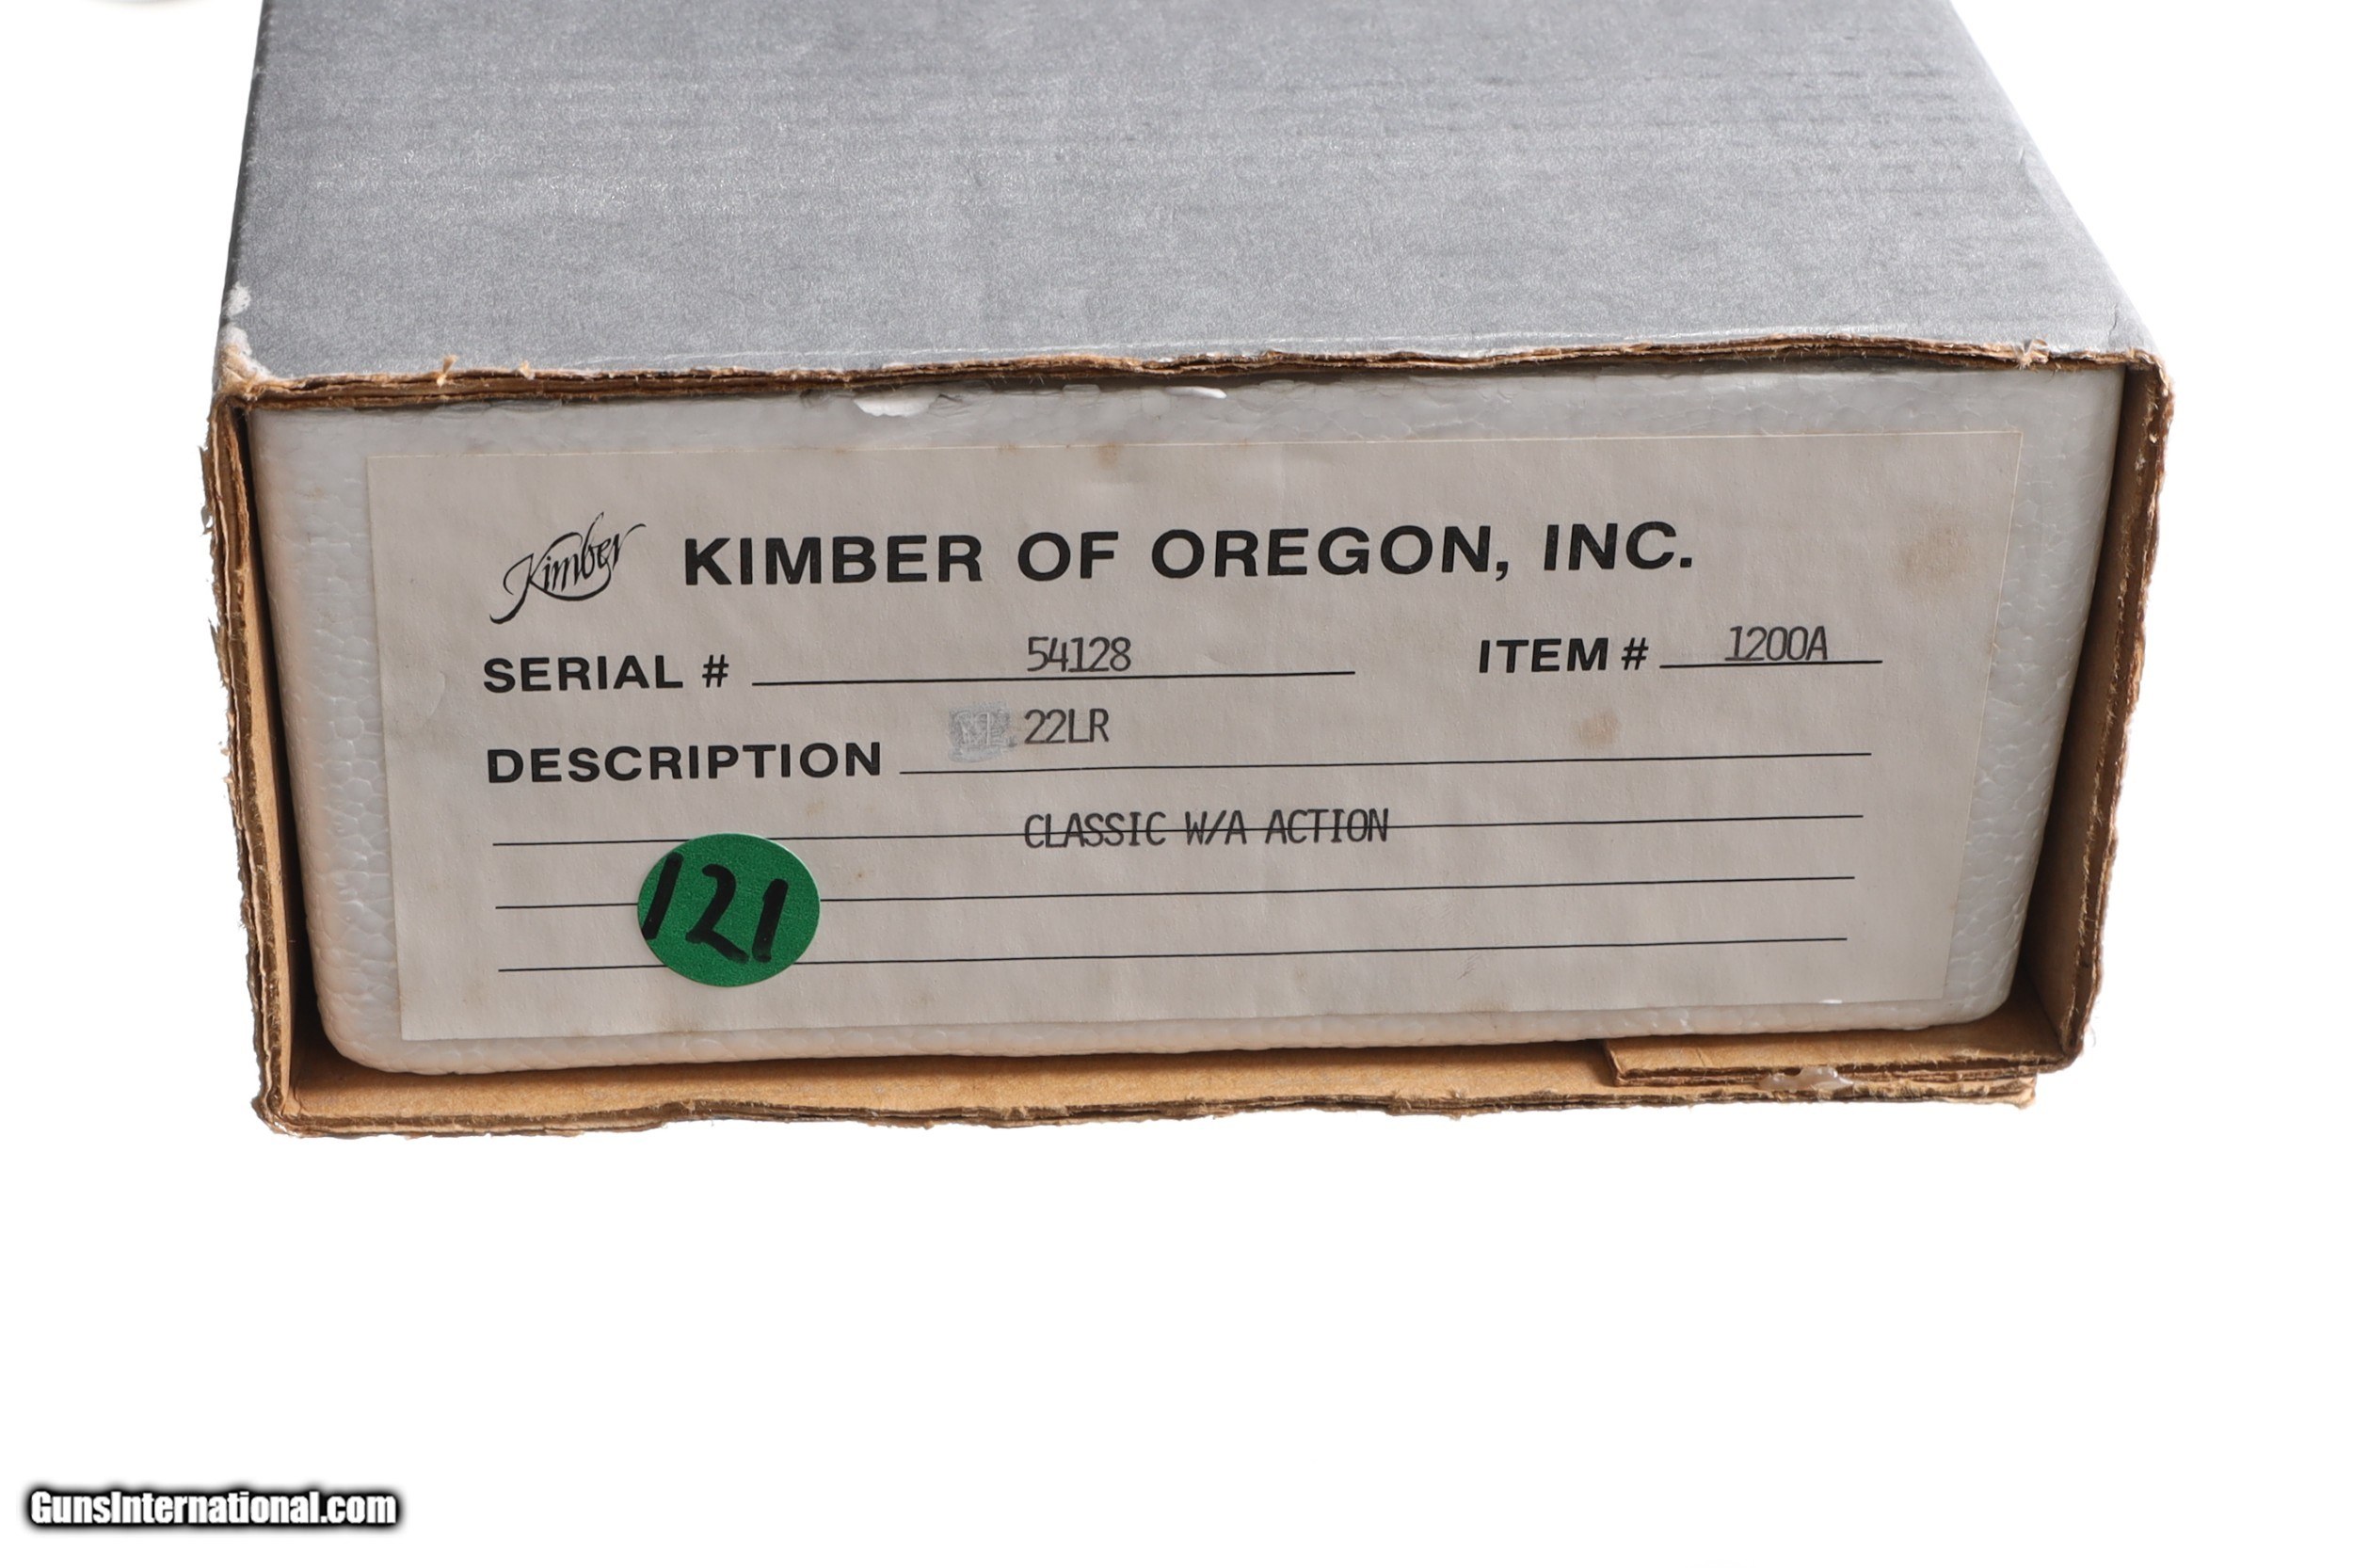 Kimber KIMBER OF OREGON, INC.
SERIAL # 54128 ITEM # 1200A
DESCRIPTION 22LR
CLASSIC W/A ACTION
121
GunsInternational.com